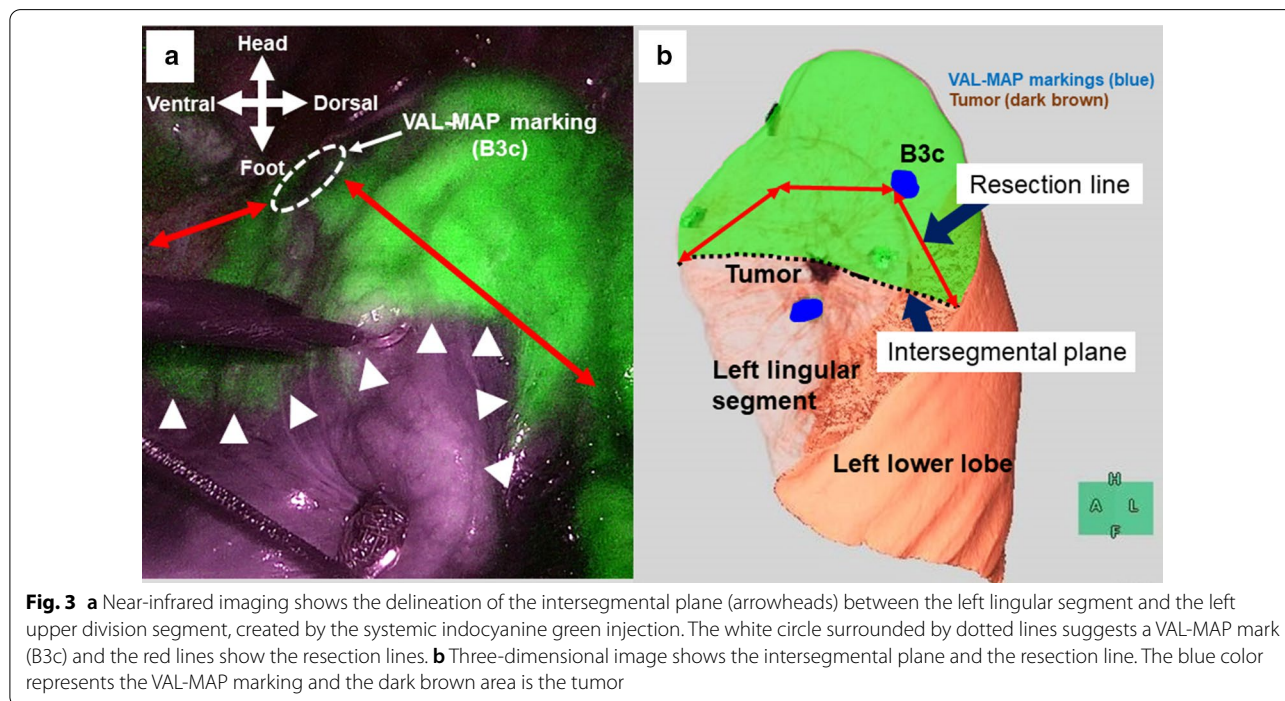 a
Head
Ventral
Dorsal
Foot
VAL-MAP marking
(B3c)
b
VAL-MAP markings (blue)
Tumor (dark brown)
B3c
Resection line
Tumor
Intersegmental plane
Left lingular
segment
Left lower lobe
H
A L
F
Fig. 3 a Near-infrared imaging shows the delineation of the intersegmental plane (arrowheads) between the left lingular segment and the left
upper division segment, created by the systemic indocyanine green injection. The white circle surrounded by dotted lines suggests a VAL-MAP mark
(B3c) and the red lines show the resection lines. b Three-dimensional image shows the intersegmental plane and the resection line. The blue color
represents the VAL-MAP marking and the dark brown area is the tumor